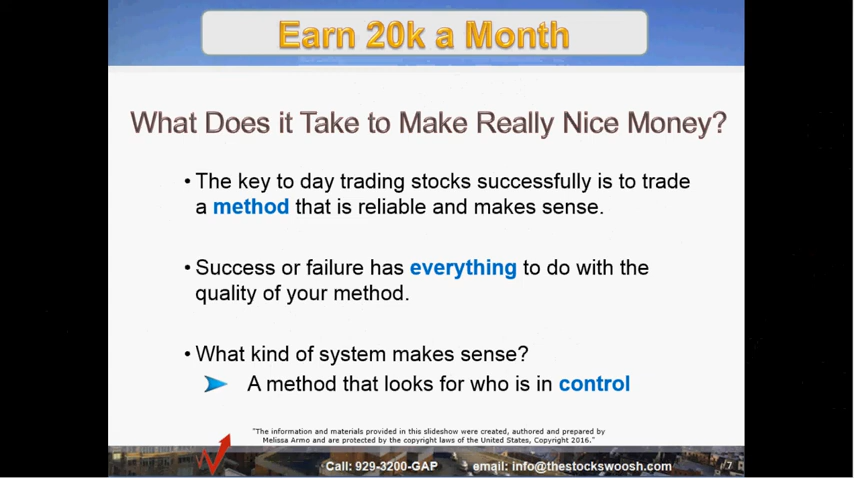 Earn 20k a Month
What Does it Take to Make Really Nice Money?
• The key to day trading stocks successfully is to trade
a method that is reliable and makes sense.
• Success or failure has everything to do with the
quality of your method.
• What kind of system makes sense?
➤ A method that looks for who is in control
"The information and materials provided in this slideshow were created, authored and prepared by
Melissa Armo and are protected by the copyright laws of the United States, Copyright 2016."
Call: 929-3200-GAP email: info@thestockswoosh.com 7